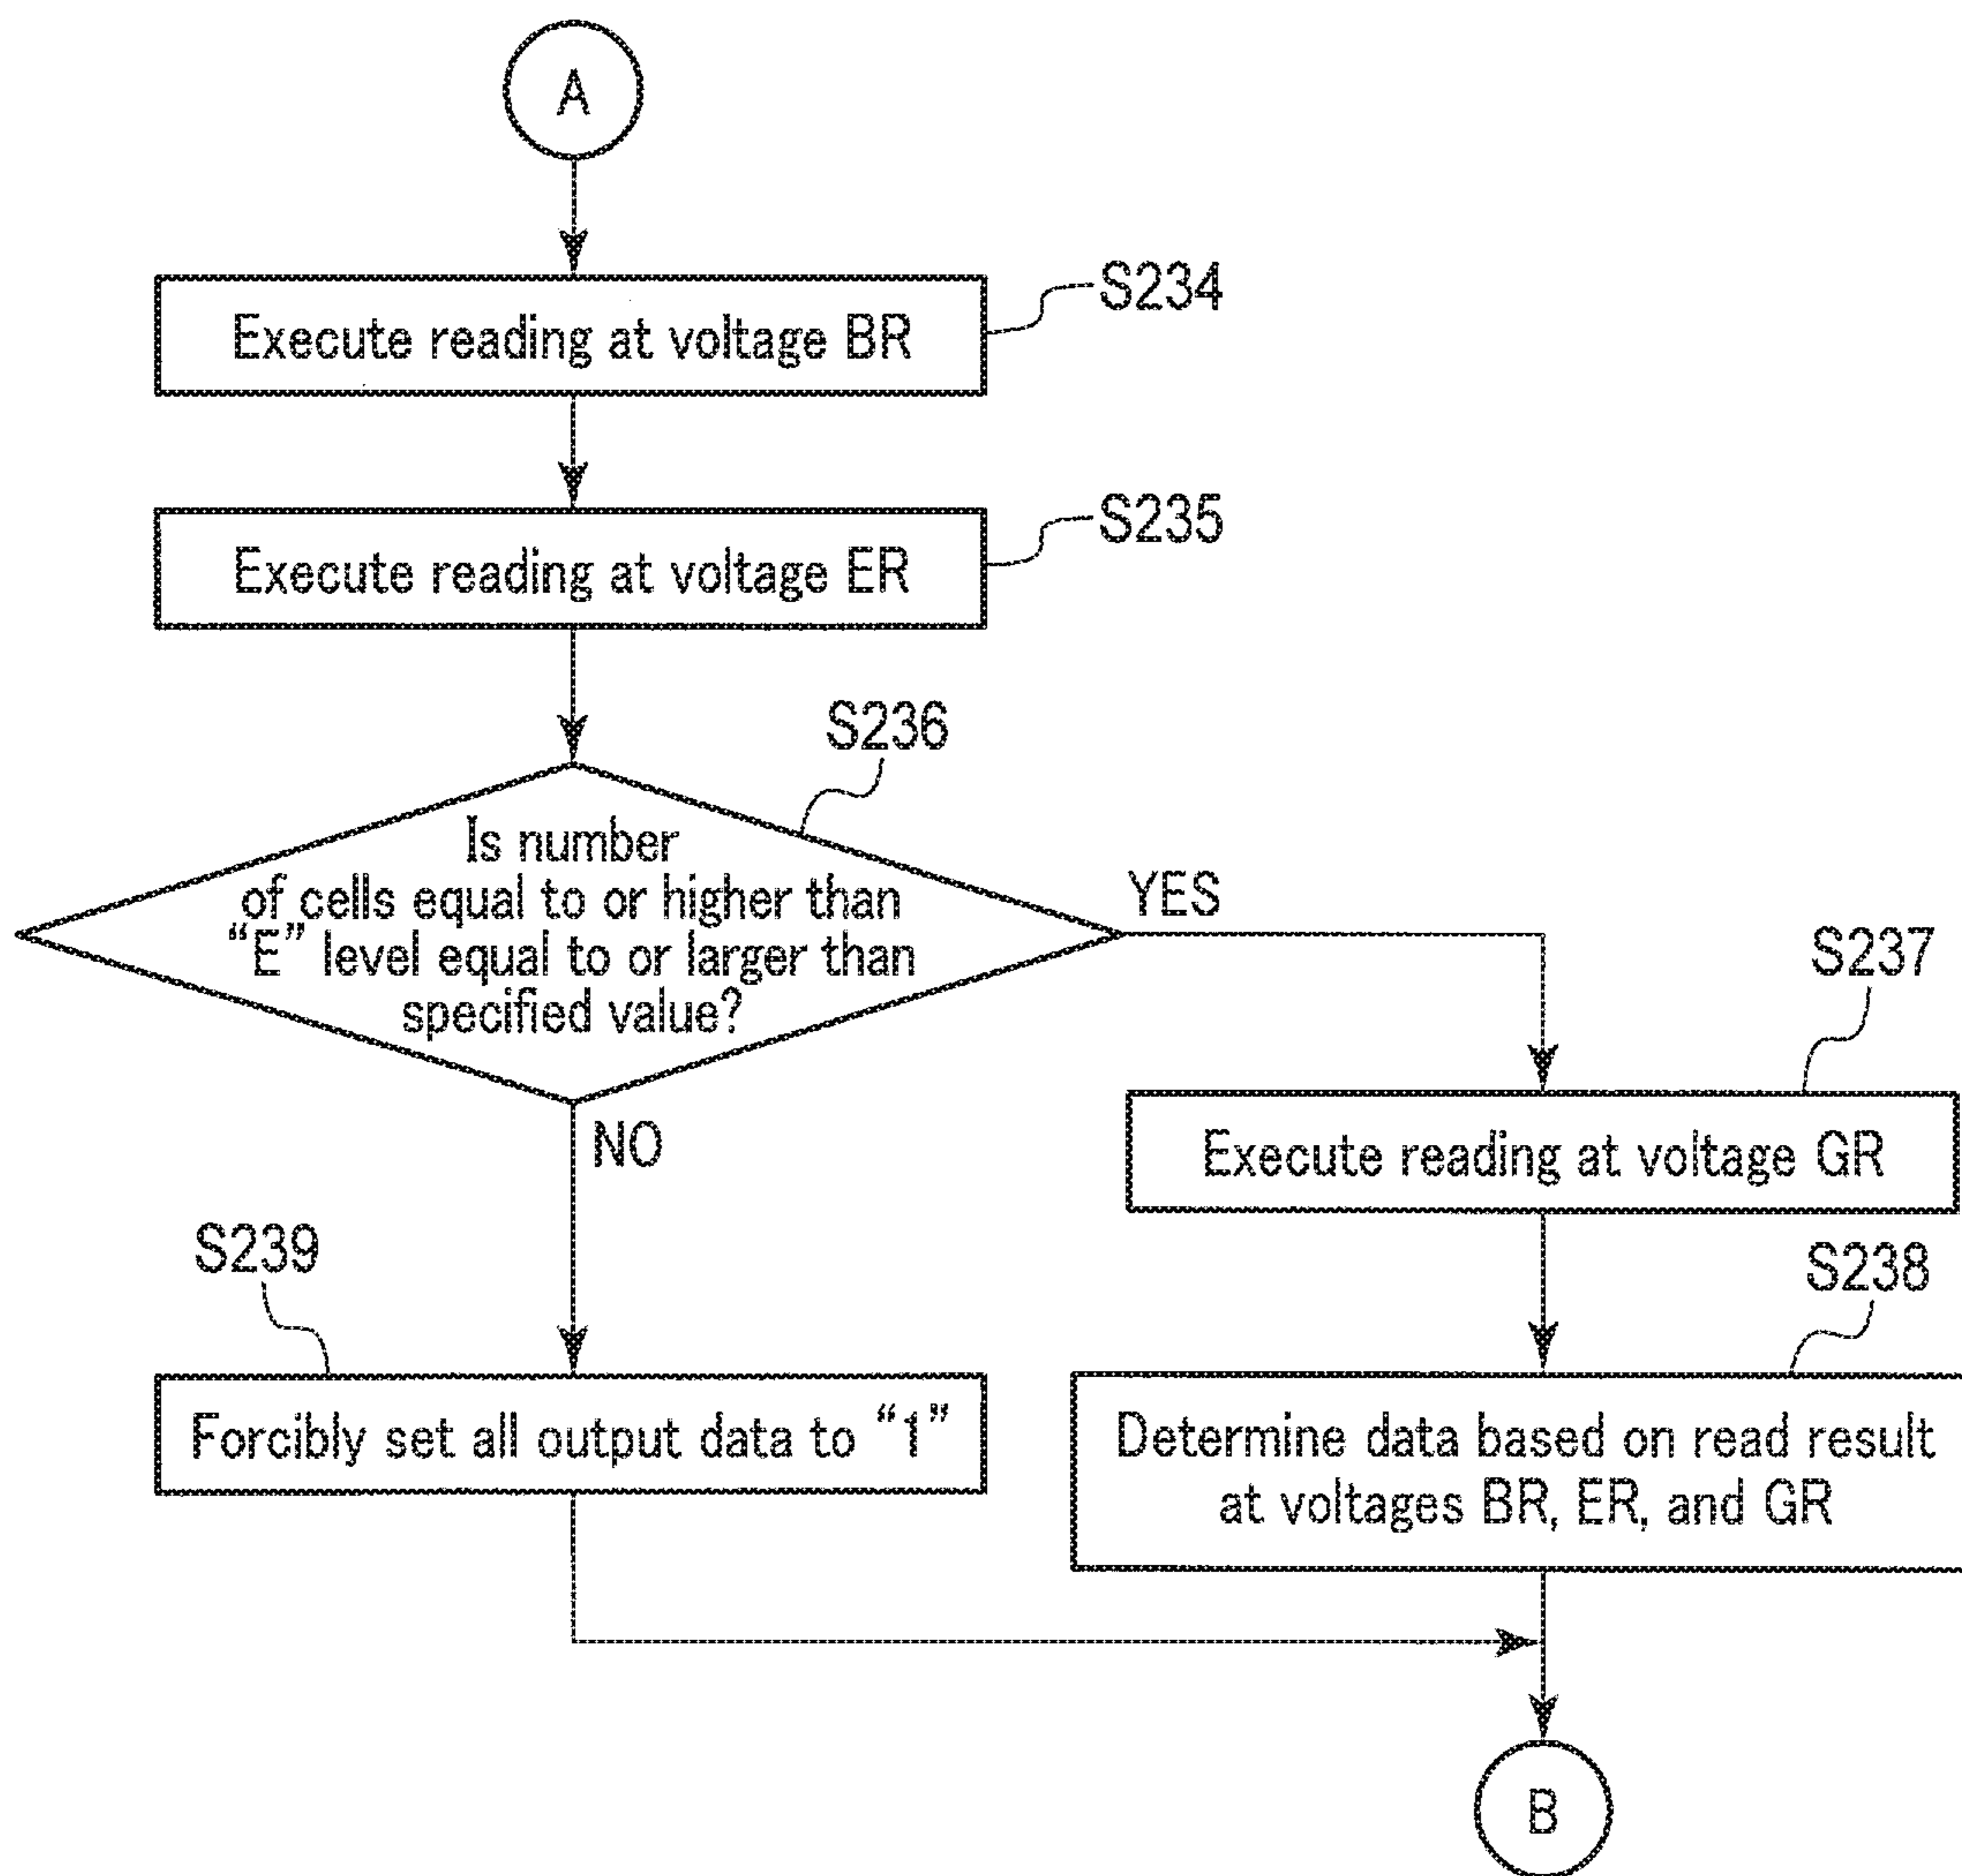 A
S234
Execute reading at voltage BR
S235
Execute reading at voltage ER
S236
Is number
of cells equal to or higher than
“E” level equal to or larger than
specified value?
YES
NO
S237
Execute reading at voltage GR
S239
Forcibly set all output data to “1”
S238
Determine data based on read result
at voltages BR, ER, and GR
B